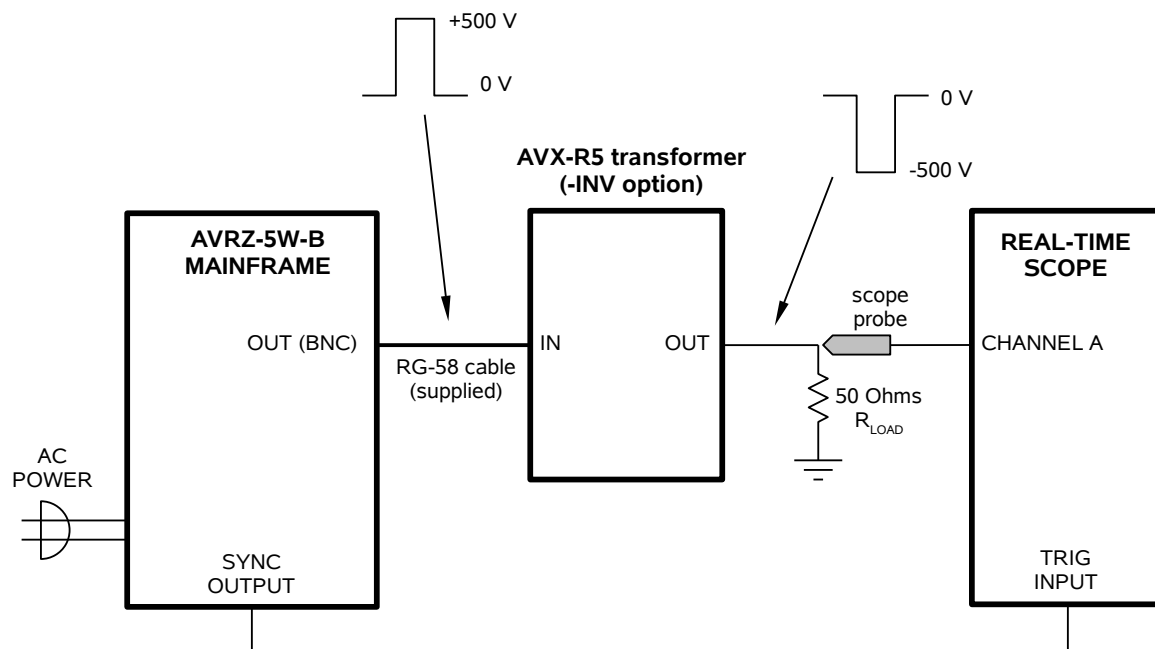 +500 V
0 V
0 V
-500 V
AVX-R5 transformer
(-INV option)
AVRZ-5W-B
MAINFRAME
REAL-TIME
SCOPE
scope
probe
OUT (BNC)
IN
OUT
CHANNEL A
RG-58 cable
(supplied)
50 Ohms
RLOAD
AC
POWER
SYNC
OUTPUT
TRIG
INPUT